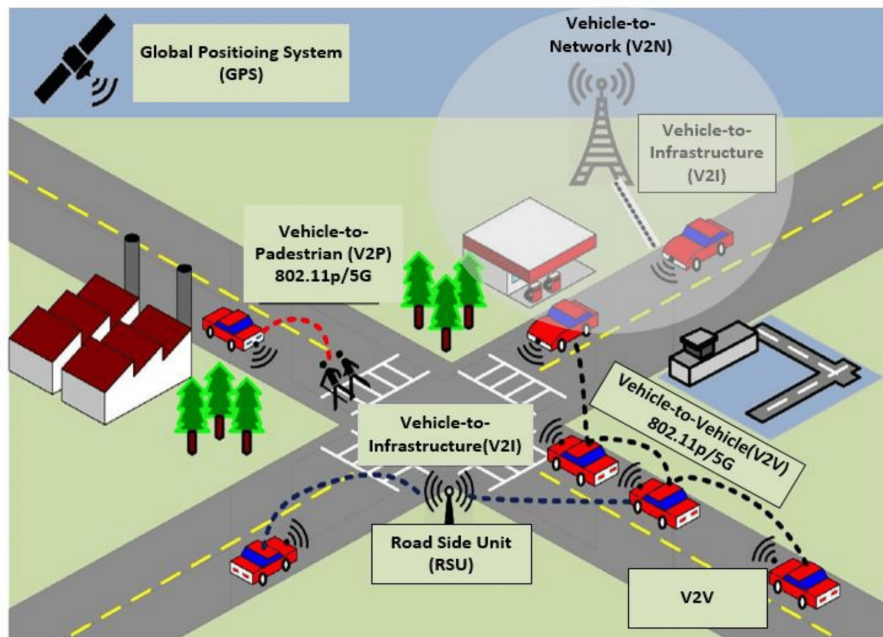 Global Positioing System
(GPS)
Vehicle-to-
Network (V2N)
Vehicle-to-
Infrastructure
(V2I)
Vehicle-to-
Padestrian (V2P)
802.11p/5G
Vehicle-to-Vehicle(V2V)
802.11p/5G
Vehicle-to-
Infrastructure(V2I)
Road Side Unit
(RSU)
V2V